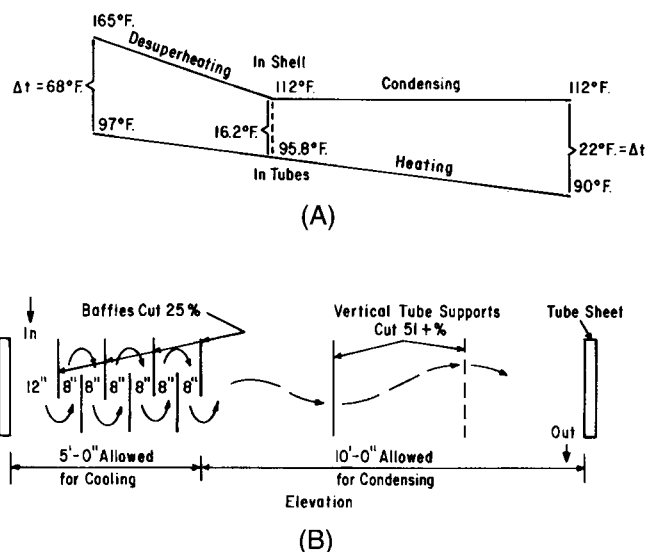 165°F.
Desuperheating
In Shell
112°F.
Condensing
112°F.
Δt = 68°F.
97°F.
16.2°F.
95.8°F.
In Tubes
Heating
22°F. = Δt
90°F.
(A)
In
Baffles Cut 25%
Vertical Tube Supports
Cut 51+%
Tube Sheet
12" 8" 8" 8" 8" 8" 8"
Out
5'-0" Allowed
for Cooling
10'-0" Allowed
for Condensing
Elevation
(B)